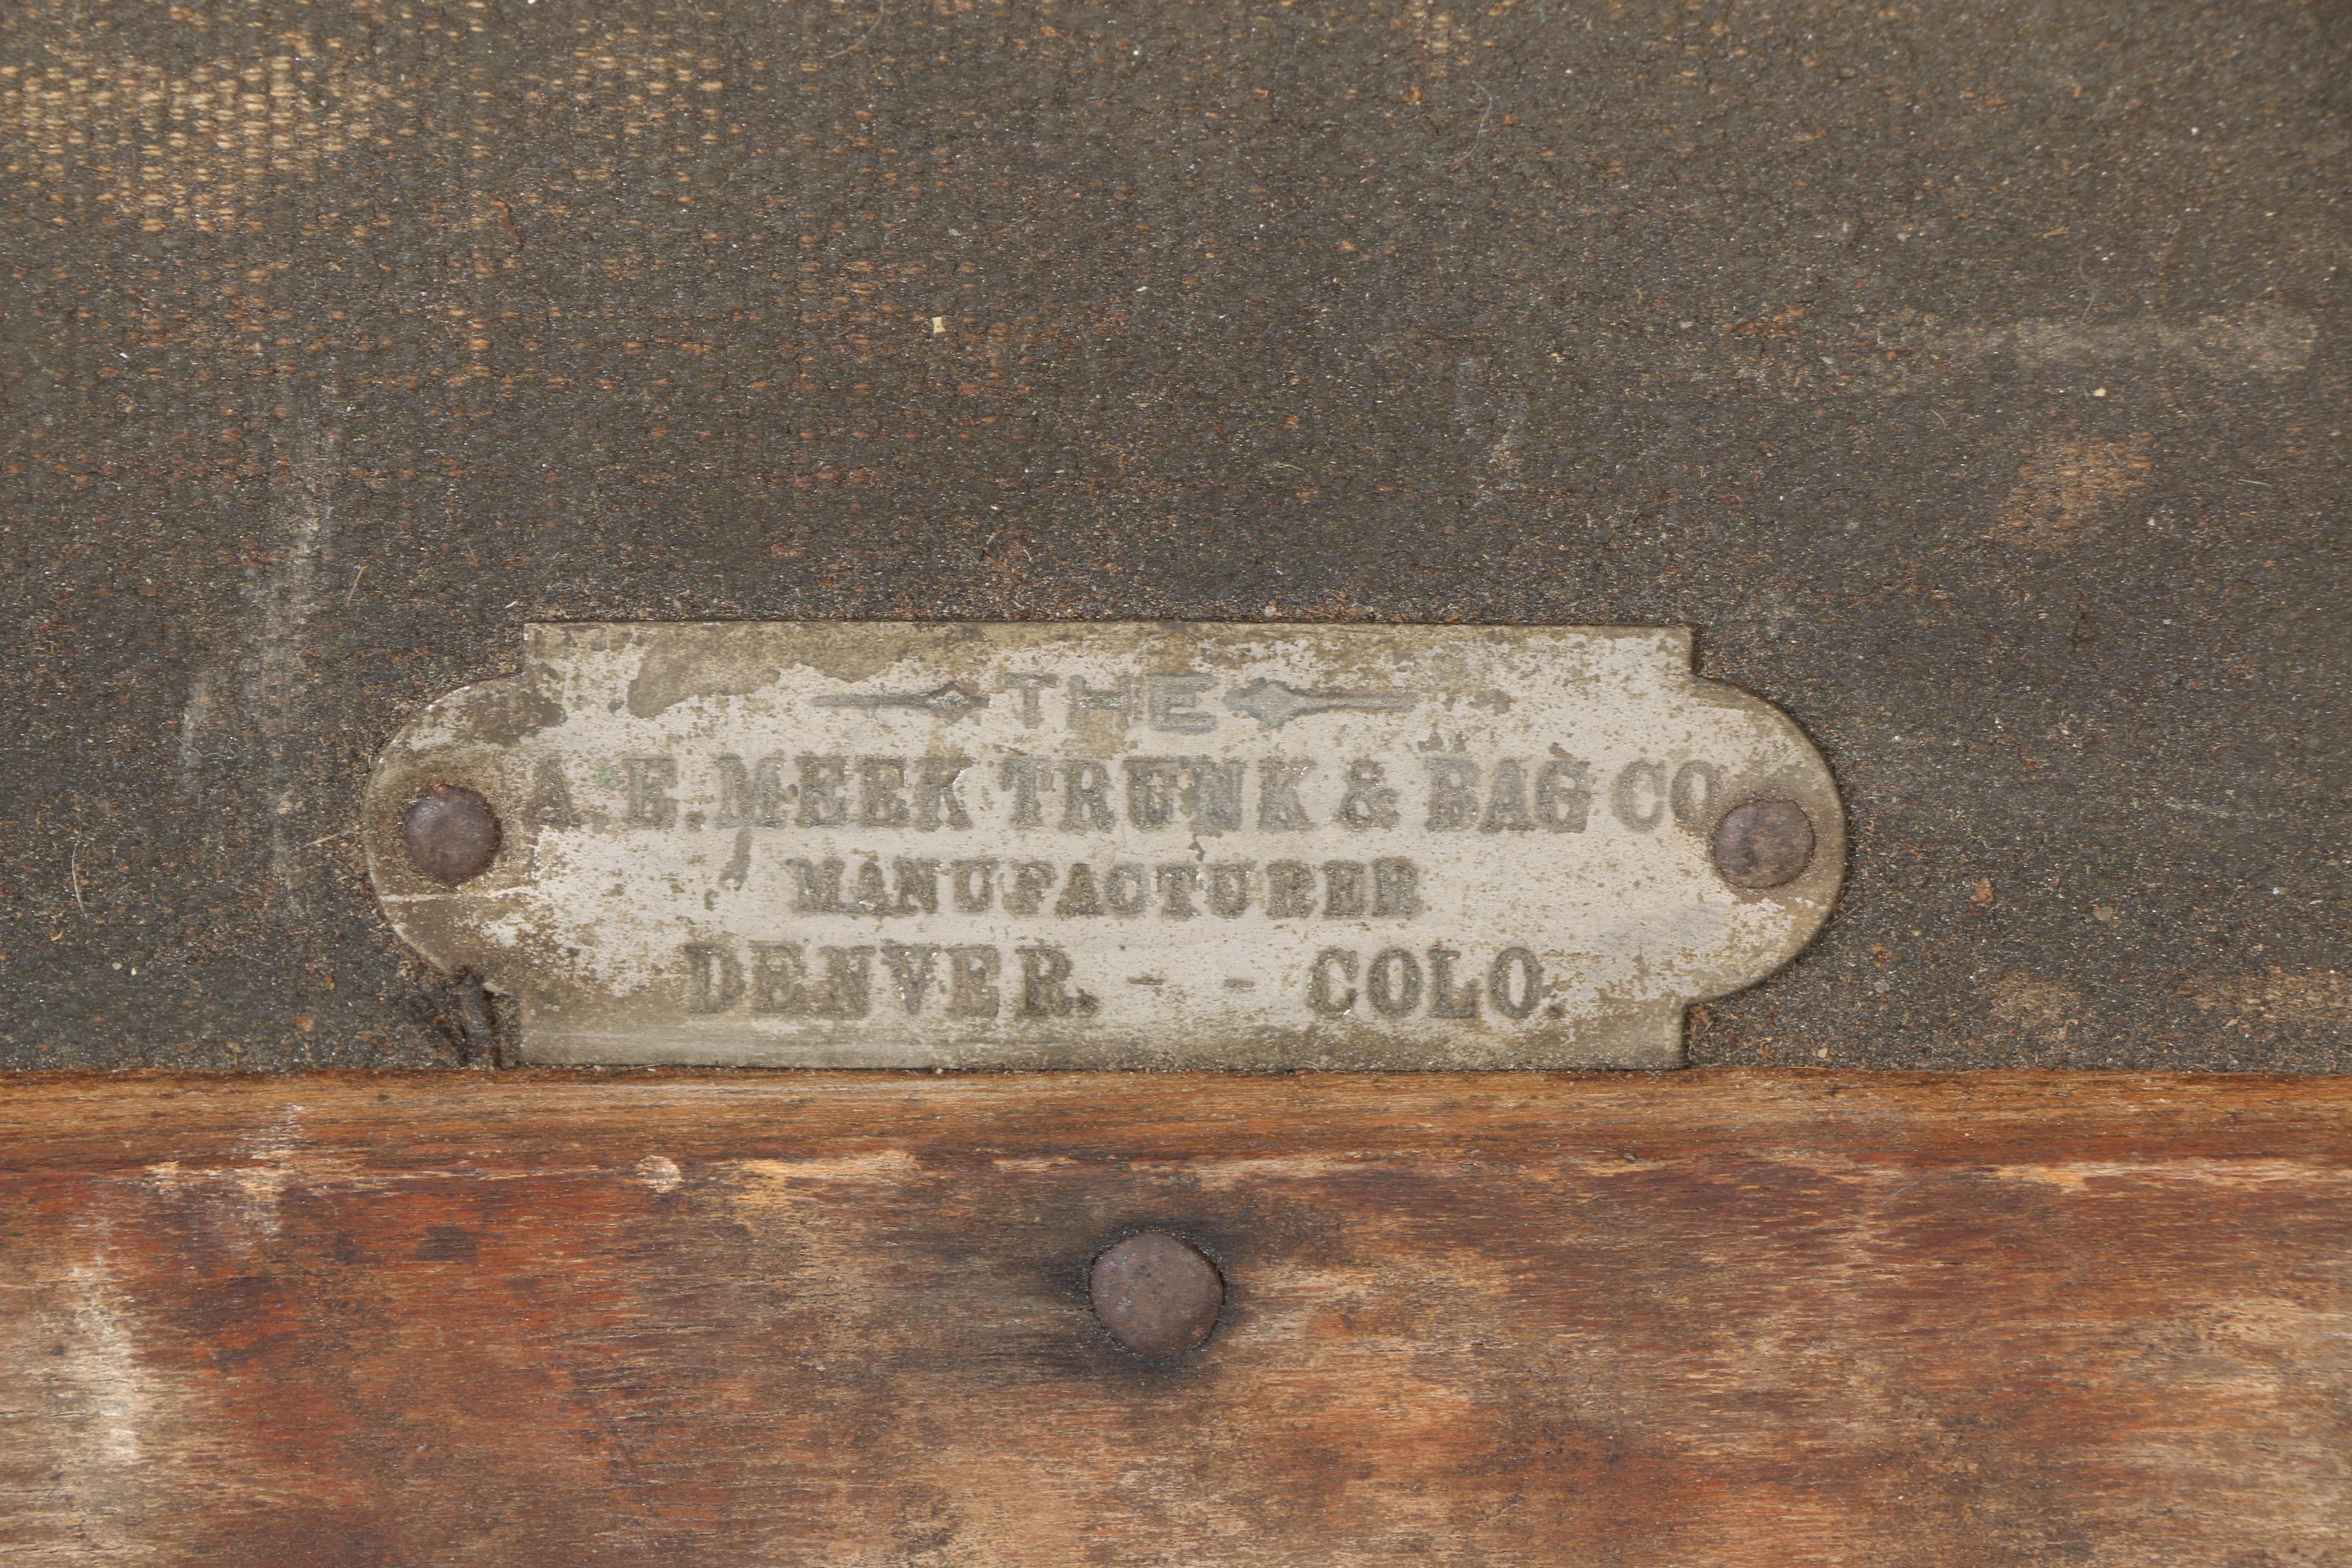 THE
A.E.MEEK TRUNK & BAG CO
MANUFACTURER
DENVER. - - COLO.